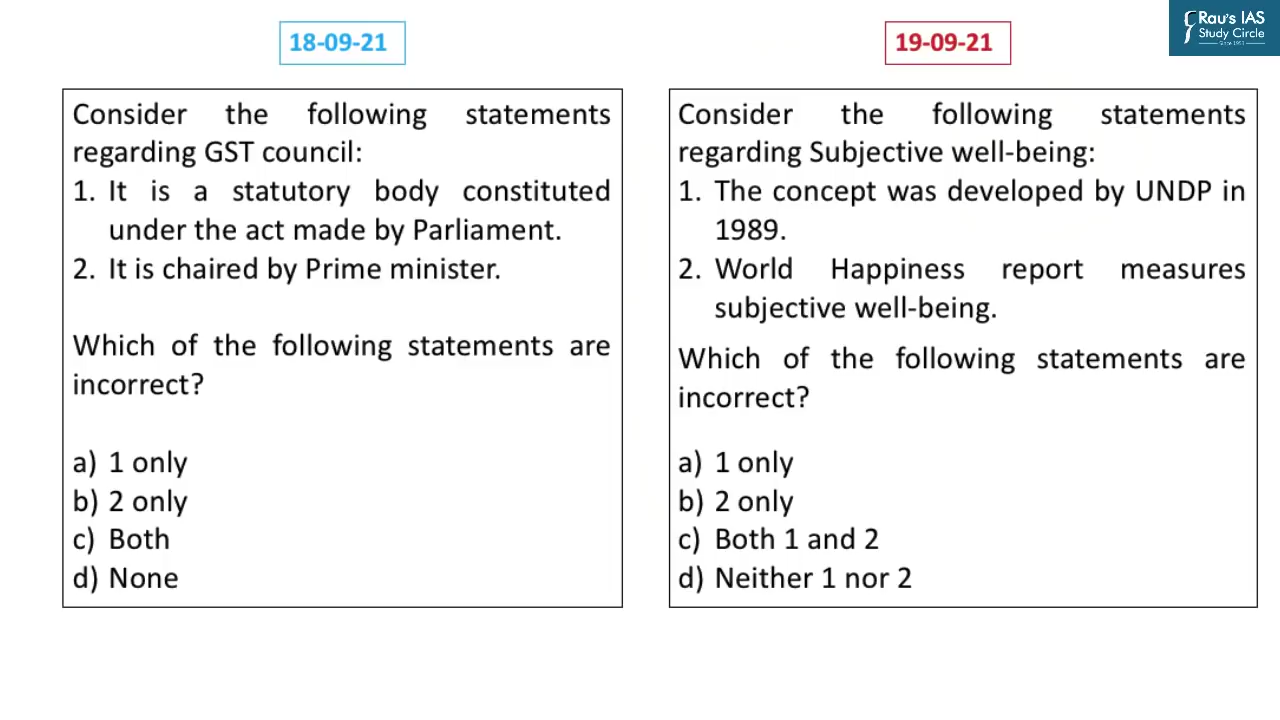 18-09-21
Consider the following statements
regarding GST council:
1. It is a statutory body constituted
under the act made by Parliament.
2. It is chaired by Prime minister.
Which of the following statements are
incorrect?
a) 1 only
b) 2 only
c) Both
d) None
19-09-21
Consider the following statements
regarding Subjective well-being:
1. The concept was developed by UNDP in
1989.
2. World Happiness report measures
subjective well-being.
Which of the following statements are
incorrect?
a) 1 only
b) 2 only
c) Both 1 and 2
d) Neither 1 nor 2
Rau's IAS
Study Circle
Since 1953